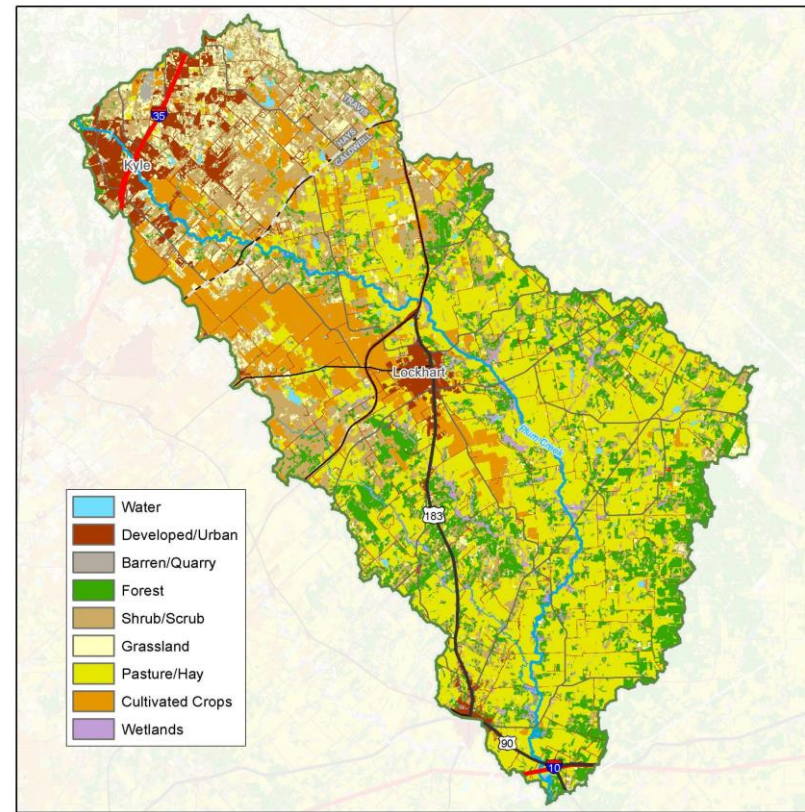 35
TRAVIS
HAYS
CALDWELL
Kyle
Lockhart
Plum Creek
183
90
10
Water
Developed/Urban
Barren/Quarry
Forest
Shrub/Scrub
Grassland
Pasture/Hay
Cultivated Crops
Wetlands